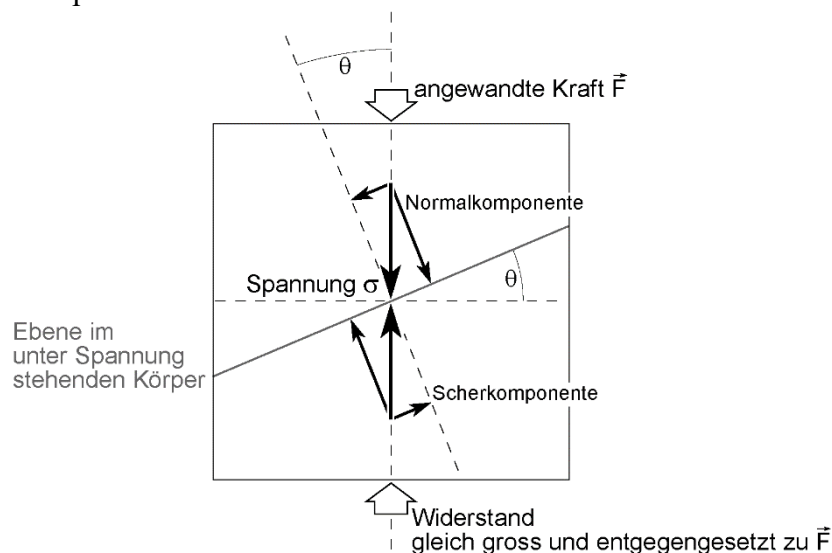 θ
angewandte Kraft F⃗
Normalkomponente
Spannung σ
θ
Ebene im
unter Spannung
stehenden Körper
Scherkomponente
Widerstand
gleich gross und entgegengesetzt zu F⃗